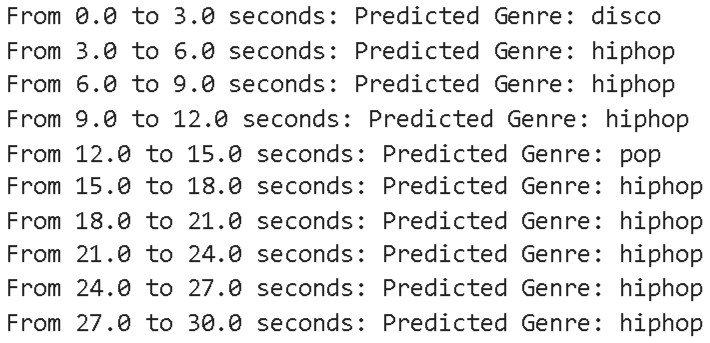 From 0.0 to 3.0 seconds: Predicted Genre: disco
From 3.0 to 6.0 seconds: Predicted Genre: hiphop
From 6.0 to 9.0 seconds: Predicted Genre: hiphop
From 9.0 to 12.0 seconds: Predicted Genre: hiphop
From 12.0 to 15.0 seconds: Predicted Genre: pop
From 15.0 to 18.0 seconds: Predicted Genre: hiphop
From 18.0 to 21.0 seconds: Predicted Genre: hiphop
From 21.0 to 24.0 seconds: Predicted Genre: hiphop
From 24.0 to 27.0 seconds: Predicted Genre: hiphop
From 27.0 to 30.0 seconds: Predicted Genre: hiphop